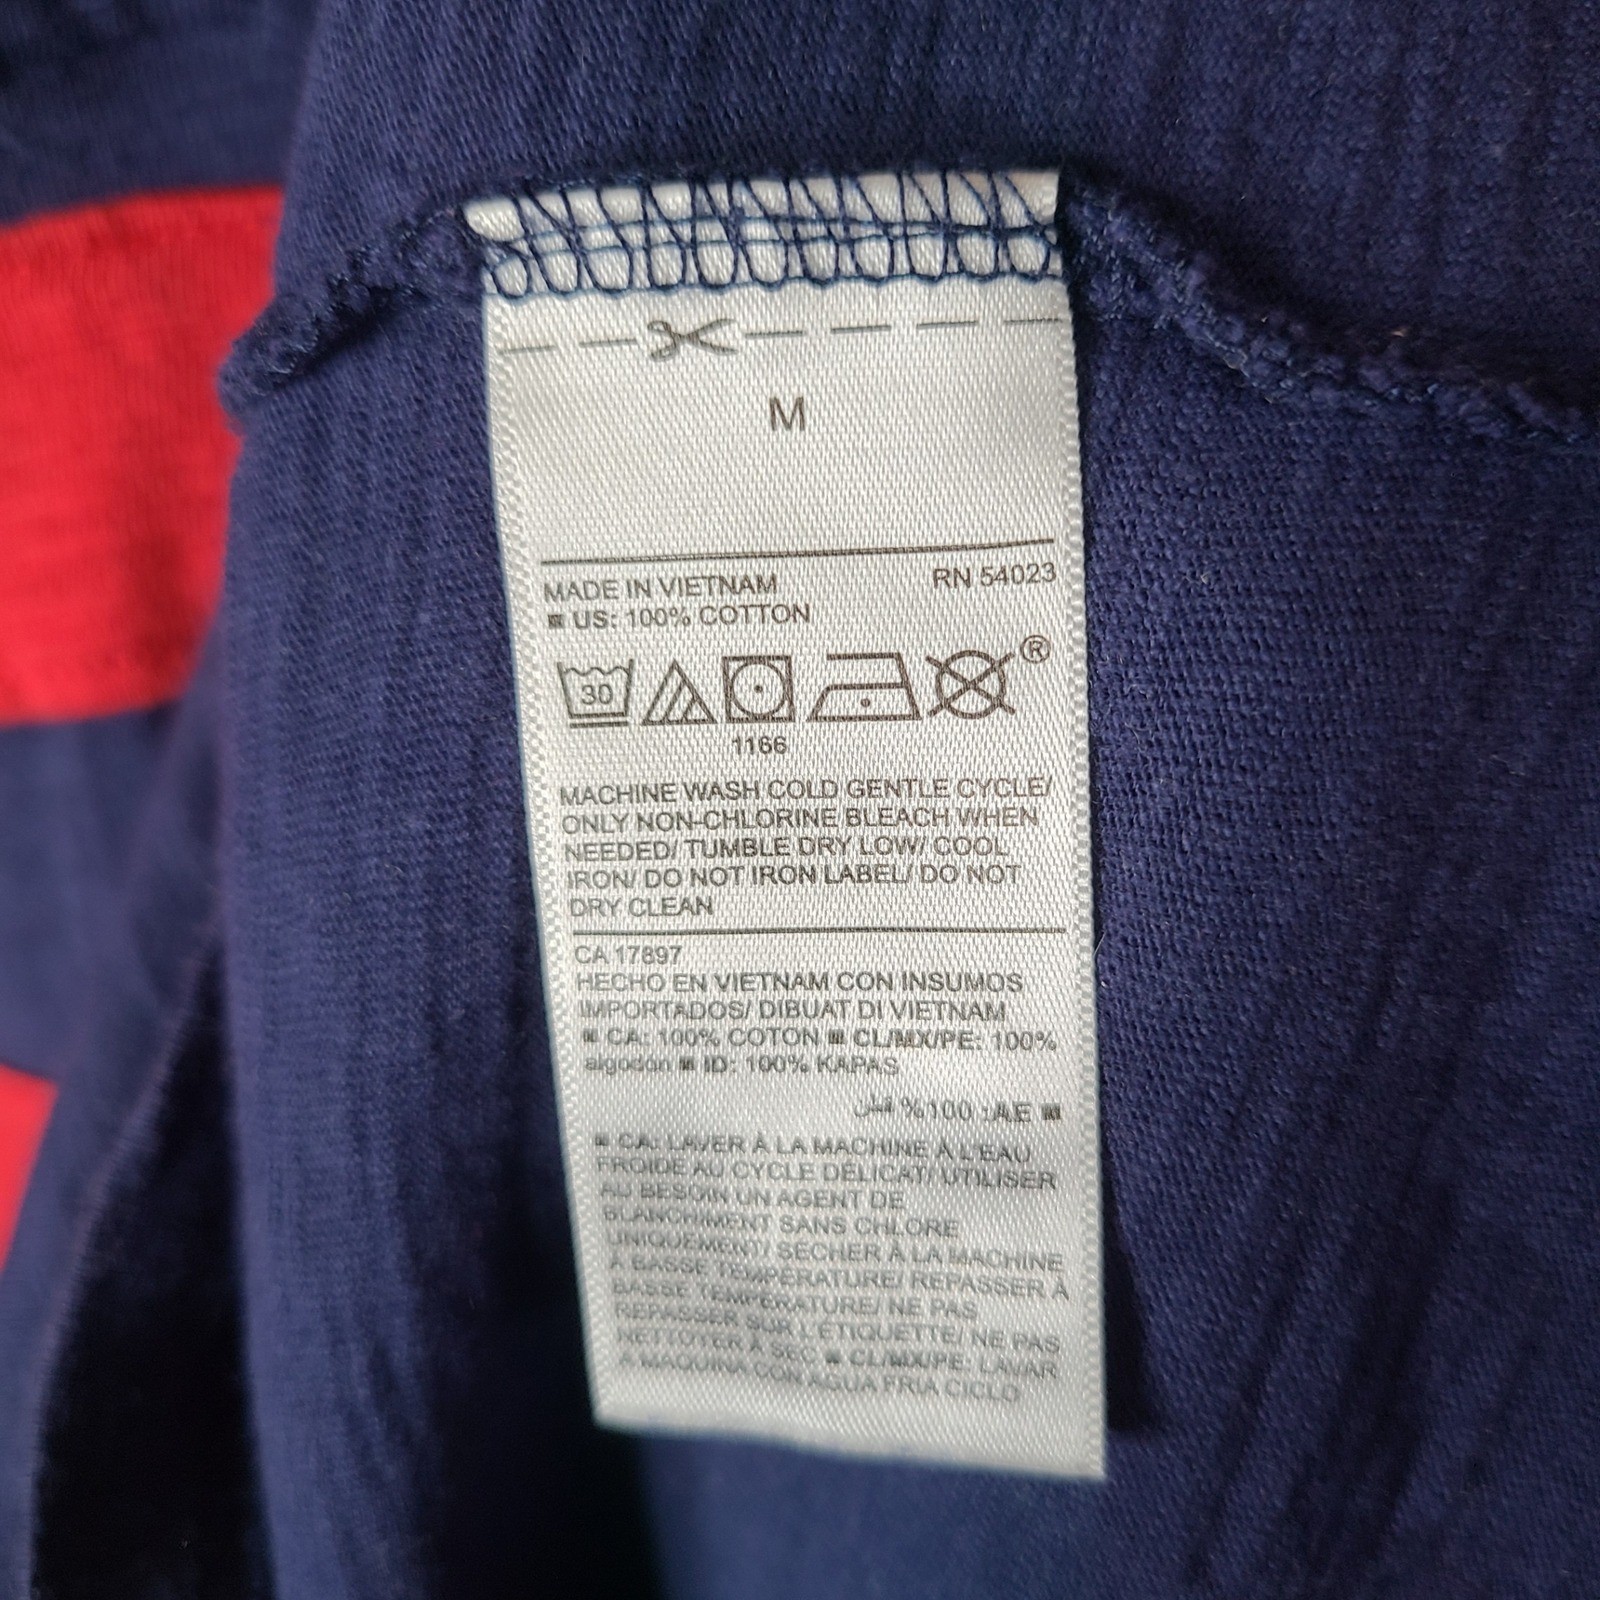 M
MADE IN VIETNAM RN 54023
■ US: 100% COTTON
30 ®
1166
MACHINE WASH COLD GENTLE CYCLE/
ONLY NON-CHLORINE BLEACH WHEN
NEEDED/ TUMBLE DRY LOW/ COOL
IRON/ DO NOT IRON LABEL/ DO NOT
DRY CLEAN
CA 17897
HECHO EN VIETNAM CON INSUMOS
IMPORTADOS/ DIBUAT DI VIETNAM
■ CA: 100% COTON ■ CL/MX/PE: 100%
algodon ■ ID: 100% KAPAS
■ AE: 100% قطن
■ CA: LAVER À LA MACHINE À L'EAU
FROIDE AU CYCLE DÉLICAT/ UTILISER
AU BESOIN UN AGENT DE
BLANCHIMENT SANS CHLORE
UNIQUEMENT/ SÉCHER À LA MACHINE
À BASSE TEMPÉRATURE/ REPASSER À
BASSE TEMPÉRATURE/ NE PAS
REPASSER SUR L'ÉTIQUETTE/ NE PAS
NETTOYER À SEC ■ CL/MX/PE: LAVAR
A MAQUINA CON AGUA FRIA CICLO